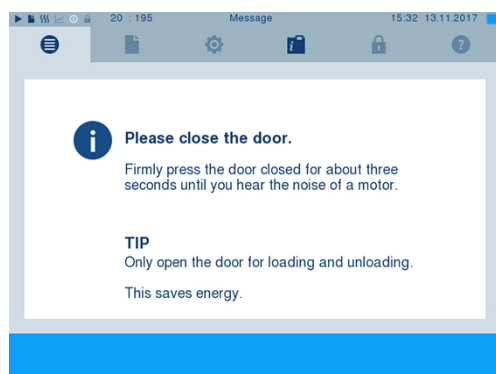 20 : 195 Message 15:32 13.11.2017
Please close the door.
Firmly press the door closed for about three
seconds until you hear the noise of a motor.
TIP
Only open the door for loading and unloading.
This saves energy.